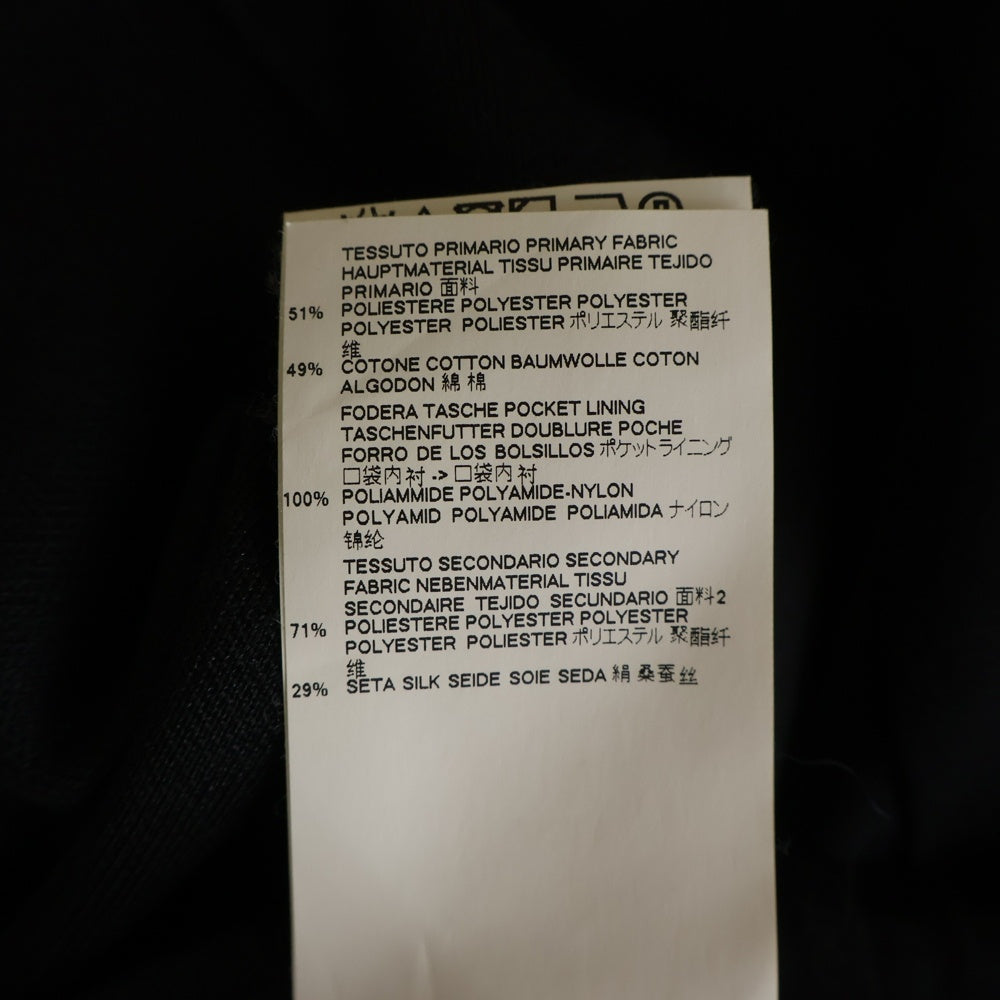 TESSUTO PRIMARIO PRIMARY FABRIC
HAUPTMATERIAL TISSU PRIMAIRE TEJIDO
PRIMARIO 面料
51% POLIESTERE POLYESTER POLYESTER
POLYESTER POLIESTER ポリエステル 聚酯纤
维
49% COTONE COTTON BAUMWOLLE COTON
ALGODON 綿 棉
FODERA TASCHE POCKET LINING
TASCHENFUTTER DOUBLURE POCHE
FORRO DE LOS BOLSILLOS ポケットライニング
口袋内衬 -> 口袋内衬
100% POLIAMMIDE POLYAMIDE-NYLON
POLYAMID POLYAMIDE POLIAMIDA ナイロン
锦纶
TESSUTO SECONDARIO SECONDARY
FABRIC NEBENMATERIAL TISSU
SECONDAIRE TEJIDO SECUNDARIO 面料2
71% POLIESTERE POLYESTER POLYESTER
POLYESTER POLIESTER ポリエステル 聚酯纤
维
29% SETA SILK SEIDE SOIE SEDA 絹 桑蚕丝